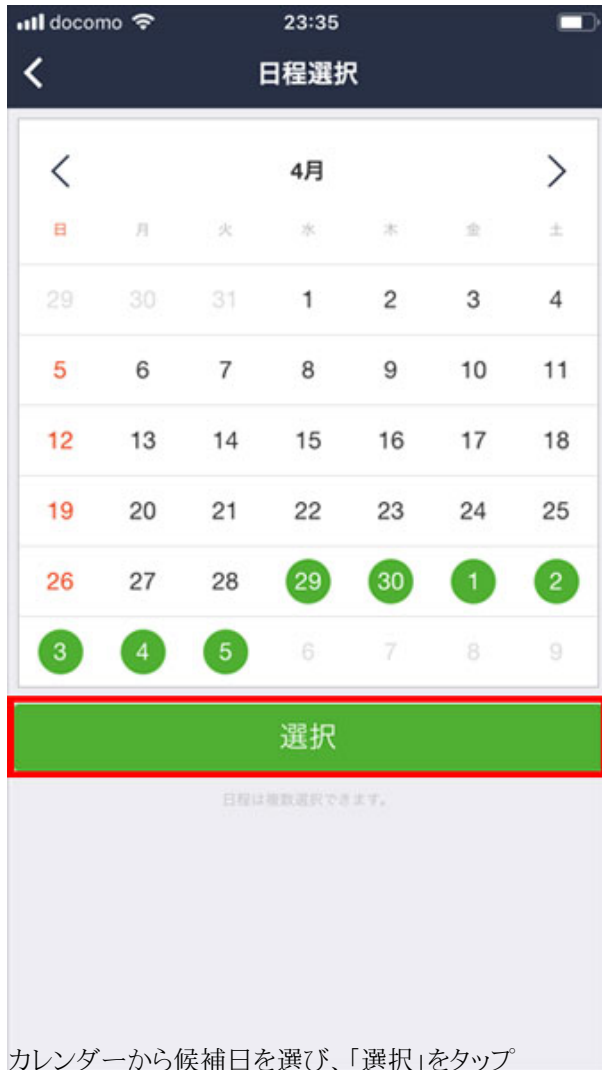 docomo 23:35
日程選択
4月
日 月 火 水 木 金 土
29 30 31 1 2 3 4
5 6 7 8 9 10 11
12 13 14 15 16 17 18
19 20 21 22 23 24 25
26 27 28 29 30 1 2
3 4 5 6 7 8 9
選択
日程は複数選択できます。
カレンダーから候補日を選び、「選択」をタップ